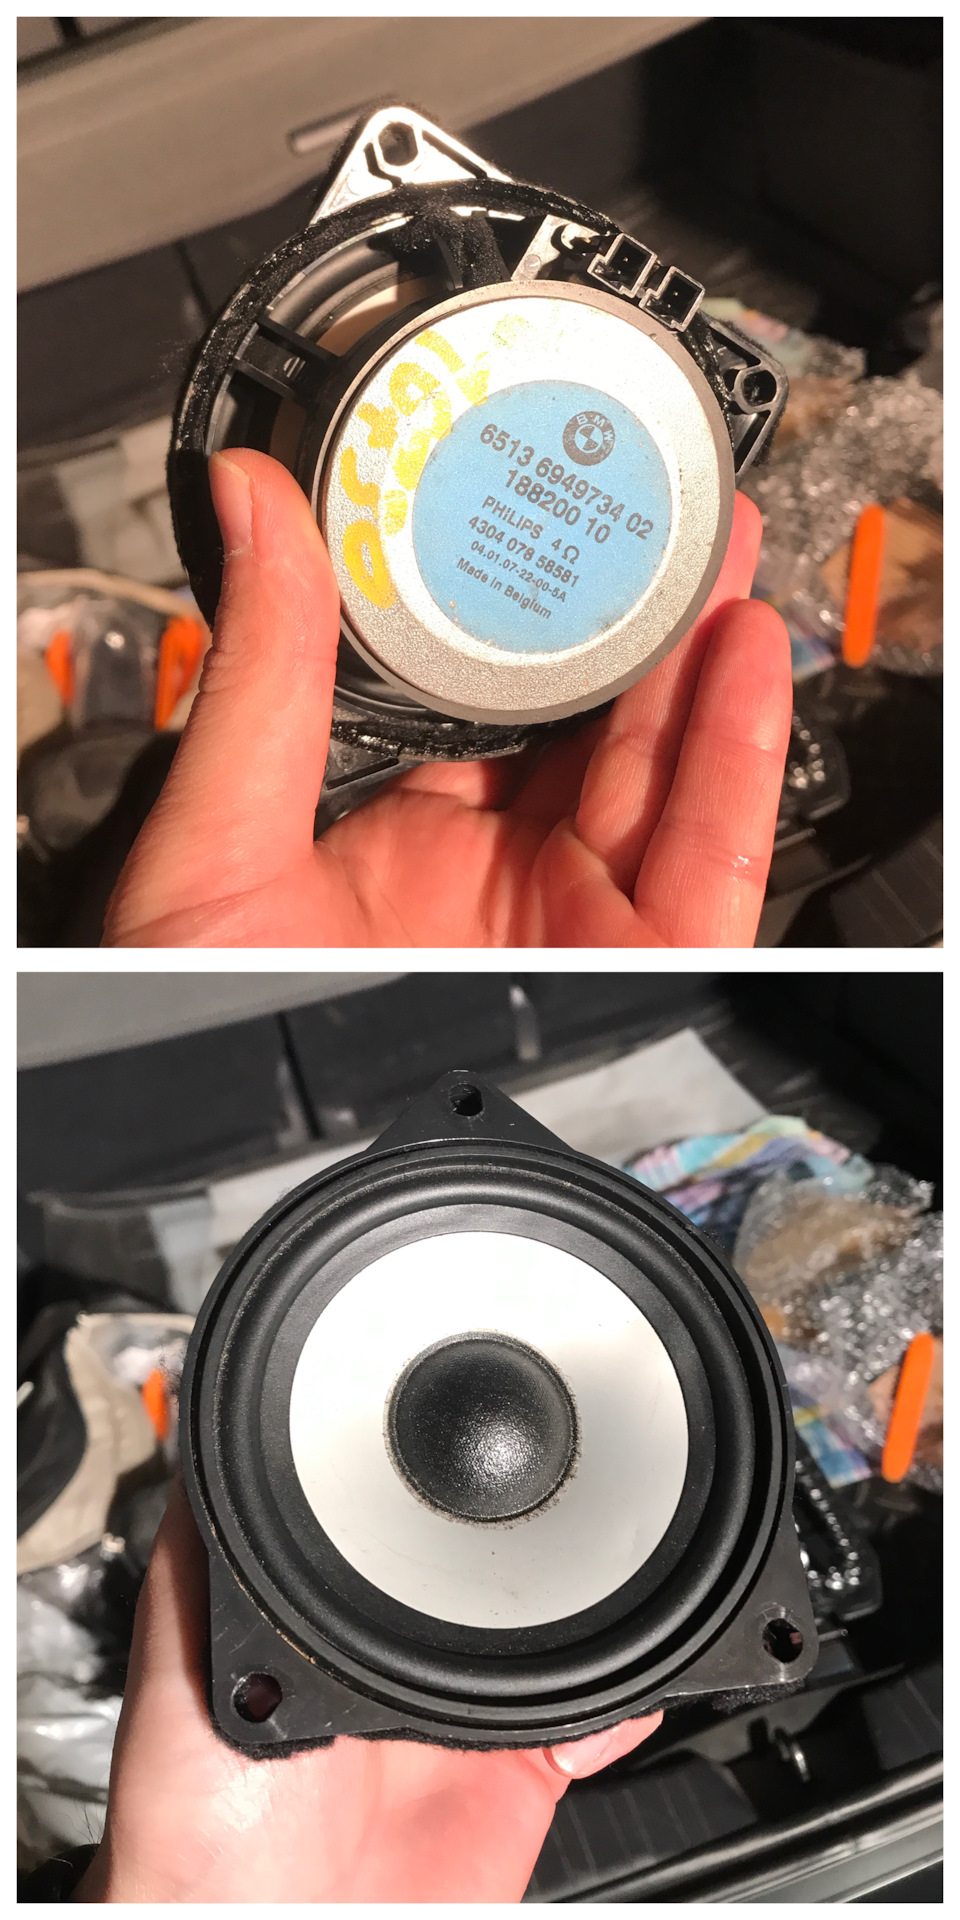 BMW
6513 6949734 02
188200 10
PHILIPS 4 Ω
4304 078 58581
04.01.07-22-00-5A
Made in Belgium